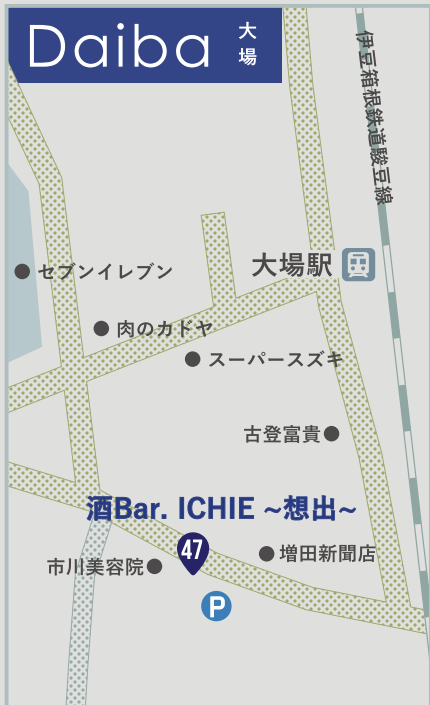 Daiba
大場
伊豆箱根鉄道駿豆線
大場駅
セブンイレブン
肉のカドヤ
スーパースズキ
古登富貴
酒Bar. ICHIE ~想出~
47
増田新聞店
市川美容院
P